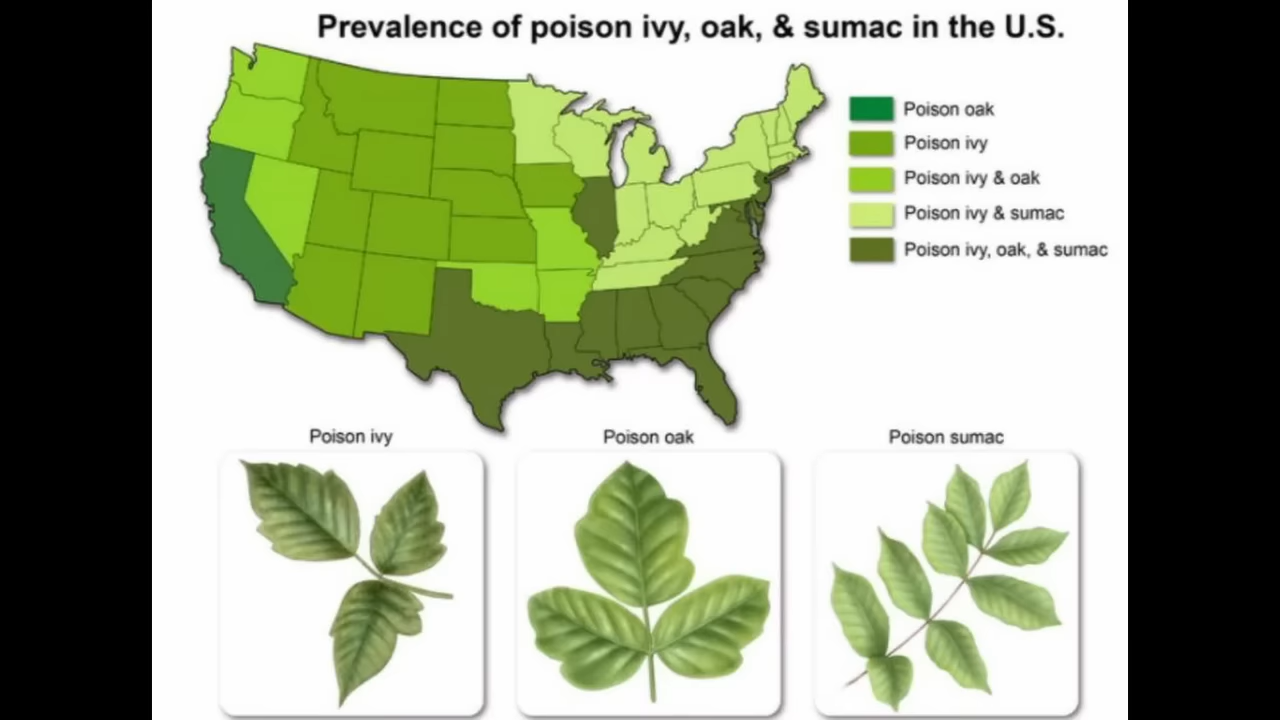 Prevalence of poison ivy, oak, & sumac in the U.S.
Poison oak
Poison ivy
Poison ivy & oak
Poison ivy & sumac
Poison ivy, oak, & sumac
Poison ivy
Poison oak
Poison sumac